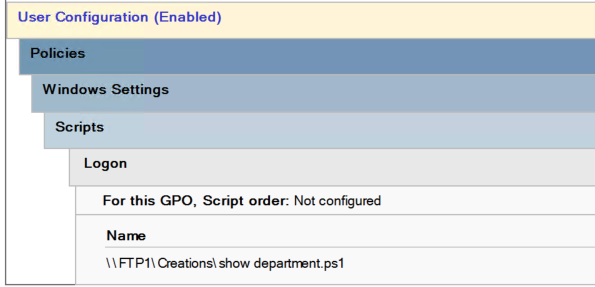 User Configuration (Enabled)
Policies
Windows Settings
Scripts
Logon
For this GPO, Script order: Not configured
Name
\\FTP1\Creations\show department.ps1